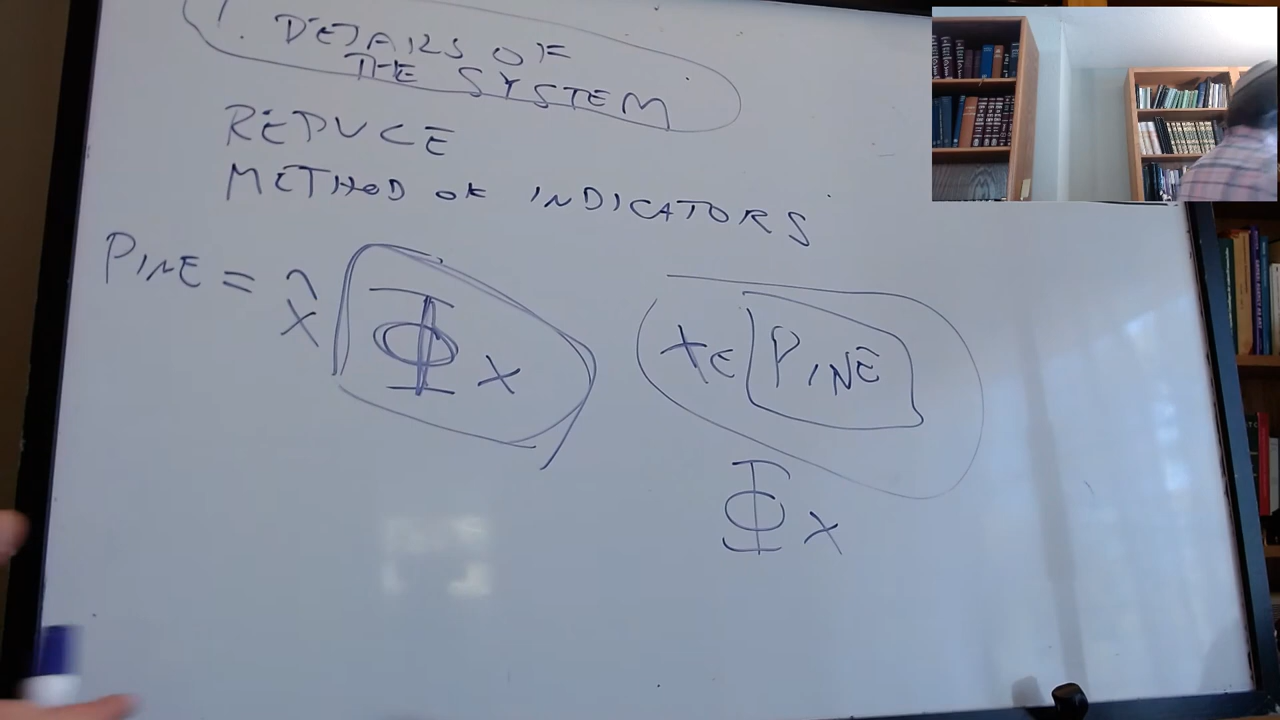 1. DETAILS OF
THE SYSTEM
REDUCE
METHOD OF INDICATORS
PINE = x̂ Φx
x ∈ PINE
Φx